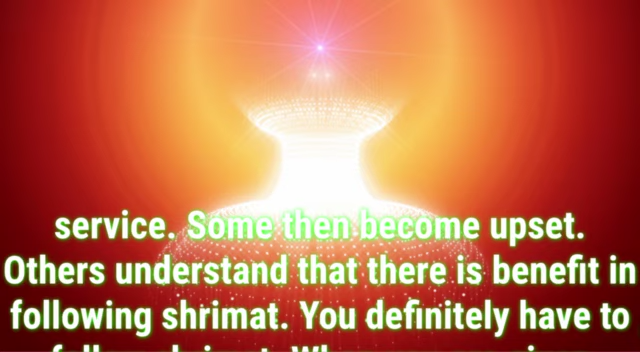 service. Some then become upset.
Others understand that there is benefit in
following shrimat. You definitely have to